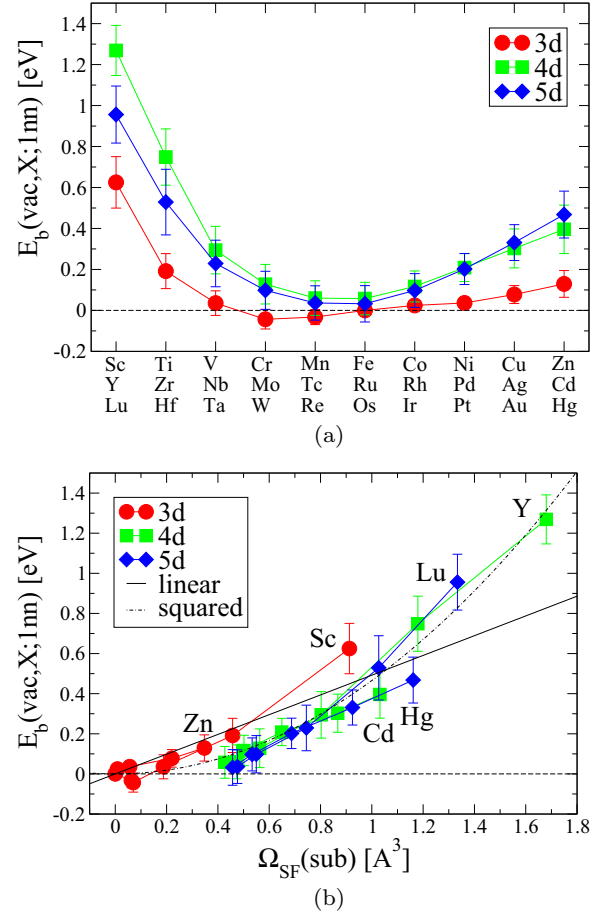 E_b(vac,X;1nn) [eV]
1.4
1.2
1
0.8
0.6
0.4
0.2
0
-0.2
3d
4d
5d
Sc Ti V Cr Mn Fe Co Ni Cu Zn
Y Zr Nb Mo Tc Ru Rh Pd Ag Cd
Lu Hf Ta W Re Os Ir Pt Au Hg
(a)
E_b(vac,X;1nn) [eV]
1.4
1.2
1
0.8
0.6
0.4
0.2
0
-0.2
3d
4d
5d
linear
squared
Y
Lu
Sc
Zn
Hg
Cd
0 0.2 0.4 0.6 0.8 1 1.2 1.4 1.6 1.8
Ω_SF(sub) [A^3]
(b)